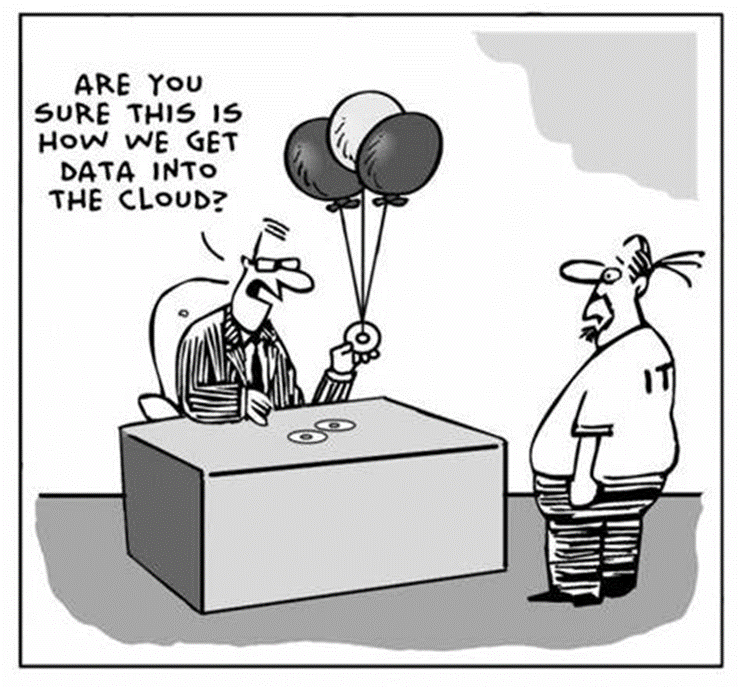 ARE YOU
SURE THIS IS
HOW WE GET
DATA INTO
THE CLOUD?
IT